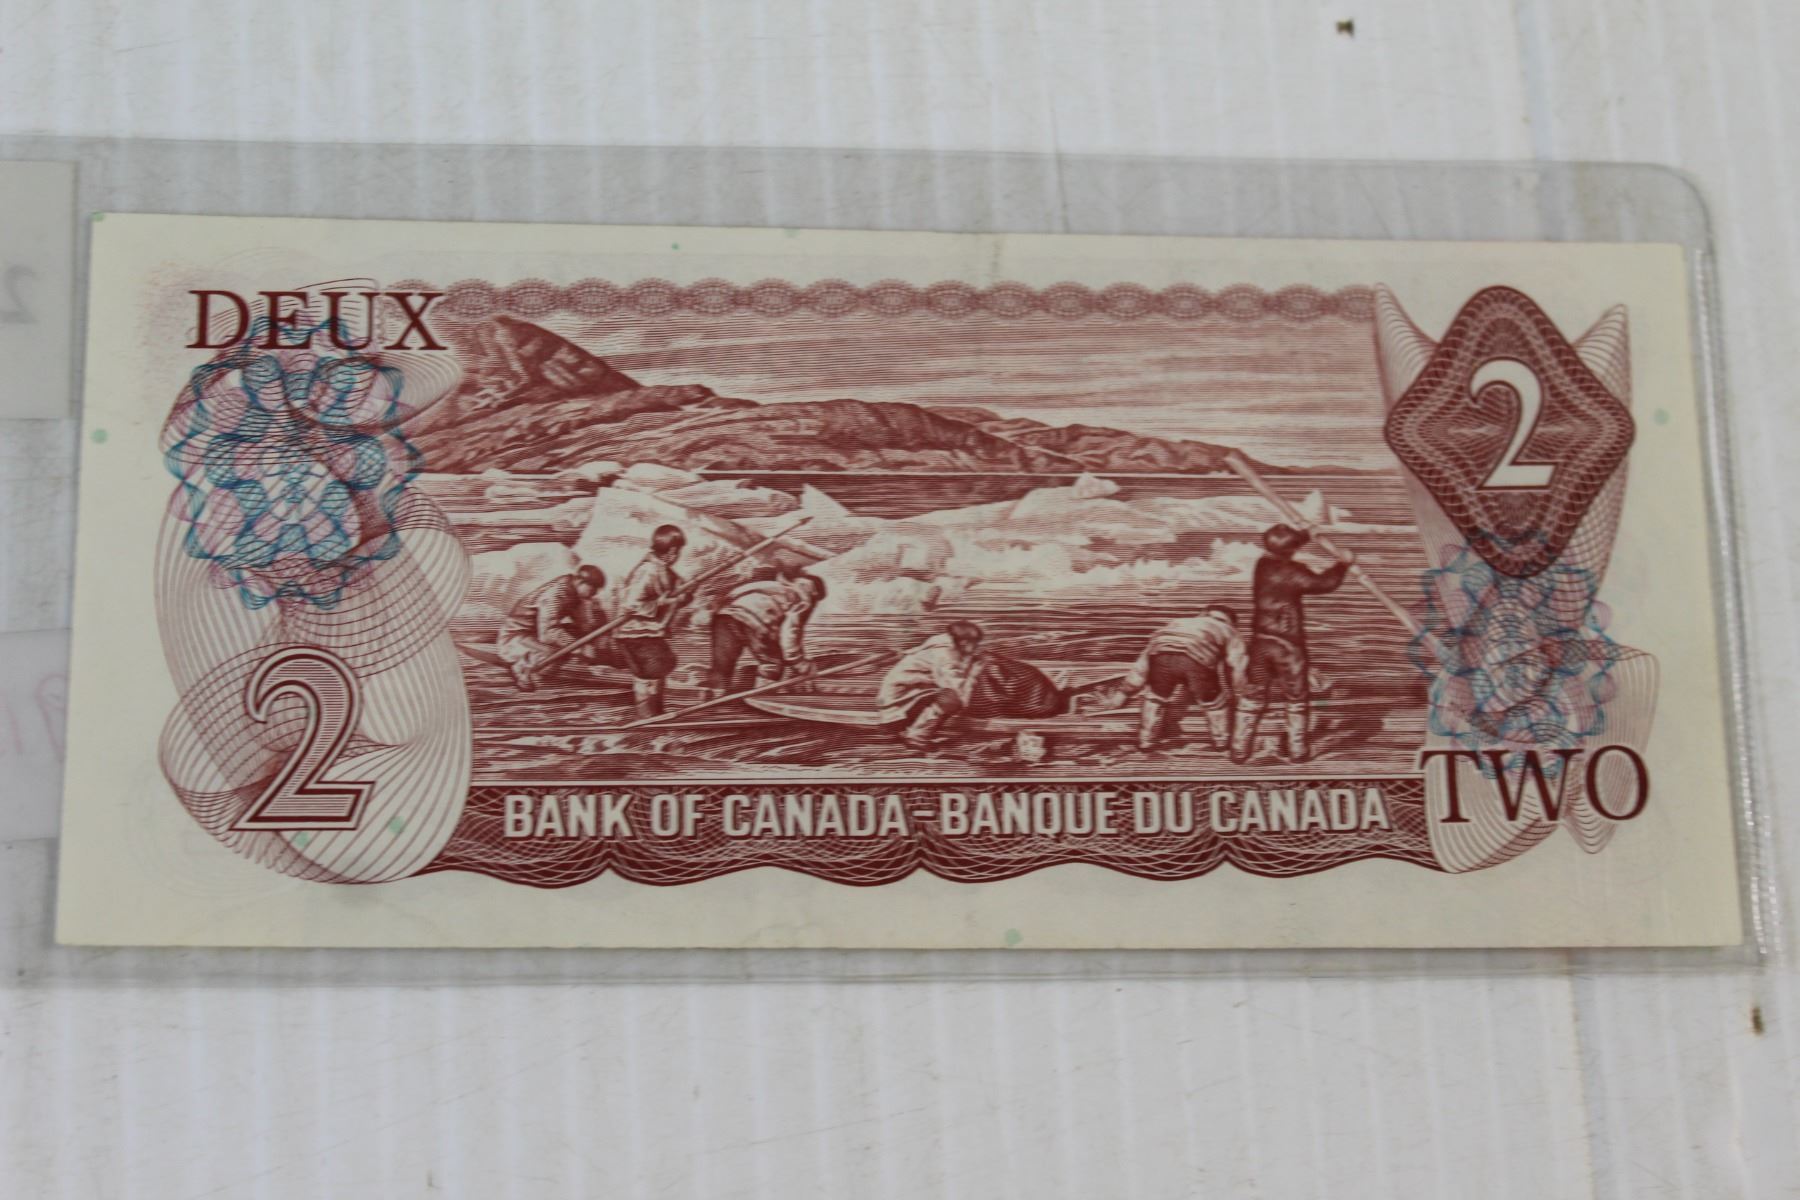 DEUX
2
2
BANK OF CANADA-BANQUE DU CANADA
TWO